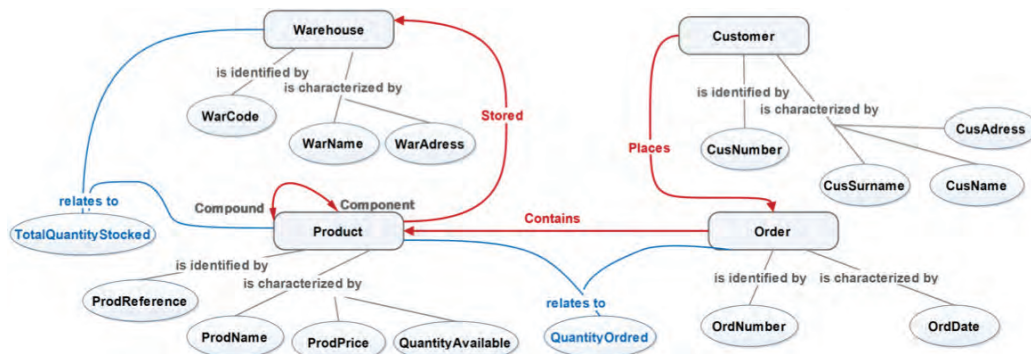 Warehouse
Customer
is identified by
is characterized by
WarCode
WarName
WarAdress
Stored
is identified by
is characterized by
CusNumber
CusAdress
CusSurname
CusName
Places
relates to
TotalQuantityStocked
Compound
Component
Product
Contains
Order
is identified by
is characterized by
ProdReference
ProdName
ProdPrice
QuantityAvailable
relates to
QuantityOrdred
is identified by
is characterized by
OrdNumber
OrdDate